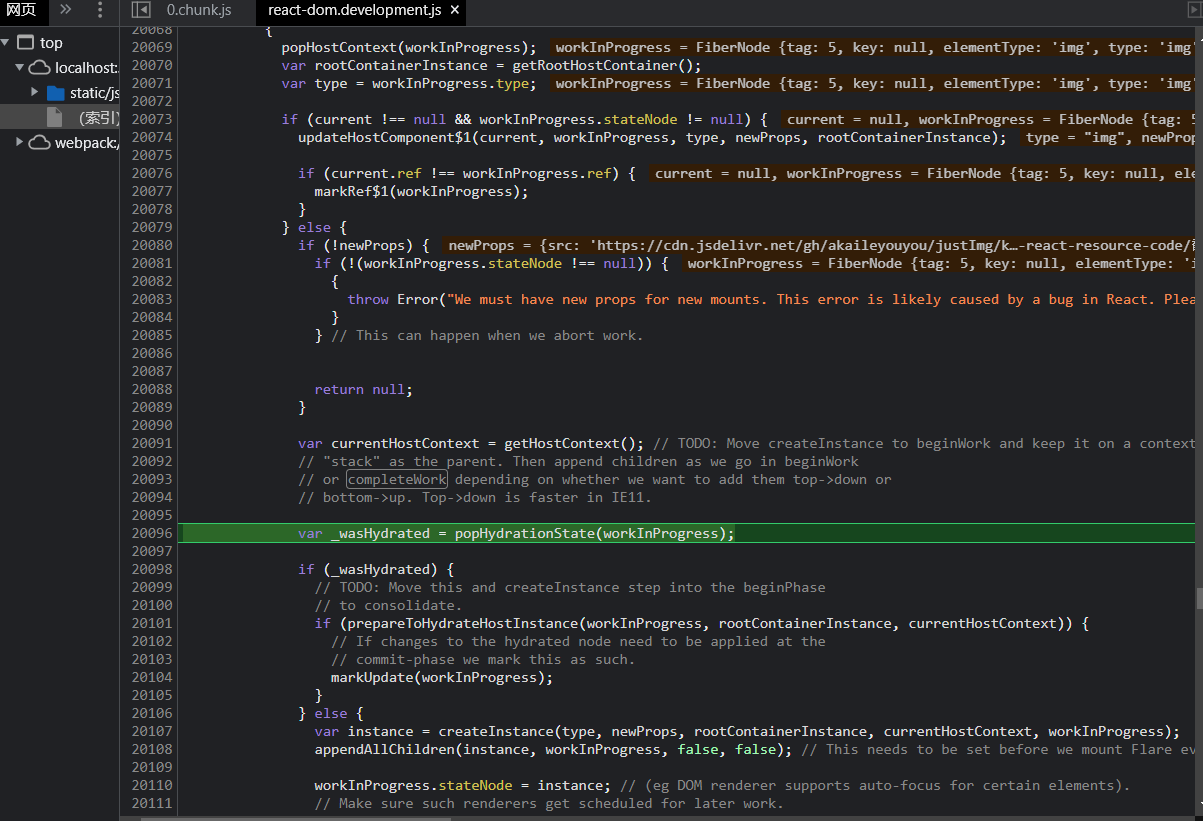 网页
0.chunk.js
react-dom.development.js ×
top
localhost:
static/js
(索引)
webpack:/
20068 {
20069 popHostContext(workInProgress); workInProgress = FiberNode {tag: 5, key: null, elementType: 'img', type: 'img'
20070 var rootContainerInstance = getRootHostContainer();
20071 var type = workInProgress.type; workInProgress = FiberNode {tag: 5, key: null, elementType: 'img', type: 'img'
20072
20073 if (current !== null && workInProgress.stateNode != null) { current = null, workInProgress = FiberNode {tag: 5
20074 updateHostComponent$1(current, workInProgress, type, newProps, rootContainerInstance); type = "img", newProp
20075
20076 if (current.ref !== workInProgress.ref) { current = null, workInProgress = FiberNode {tag: 5, key: null, ele
20077 markRef$1(workInProgress);
20078 }
20079 } else {
20080 if (!newProps) { newProps = {src: 'https://cdn.jsdelivr.net/gh/akaileyouyou/justImg/k…-react-resource-code/
20081 if (!(workInProgress.stateNode !== null)) { workInProgress = FiberNode {tag: 5, key: null, elementType: 'i
20082 {
20083 throw Error("We must have new props for new mounts. This error is likely caused by a bug in React. Plea
20084 }
20085 } // This can happen when we abort work.
20086
20087
20088 return null;
20089 }
20090
20091 var currentHostContext = getHostContext(); // TODO: Move createInstance to beginWork and keep it on a context
20092 // "stack" as the parent. Then append children as we go in beginWork
20093 // or completeWork depending on whether we want to add them top->down or
20094 // bottom->up. Top->down is faster in IE11.
20095
20096 var _wasHydrated = popHydrationState(workInProgress);
20097
20098 if (_wasHydrated) {
20099 // TODO: Move this and createInstance step into the beginPhase
20100 // to consolidate.
20101 if (prepareToHydrateHostInstance(workInProgress, rootContainerInstance, currentHostContext)) {
20102 // If changes to the hydrated node need to be applied at the
20103 // commit-phase we mark this as such.
20104 markUpdate(workInProgress);
20105 }
20106 } else {
20107 var instance = createInstance(type, newProps, rootContainerInstance, currentHostContext, workInProgress);
20108 appendAllChildren(instance, workInProgress, false, false); // This needs to be set before we mount Flare ev
20109
20110 workInProgress.stateNode = instance; // (eg DOM renderer supports auto-focus for certain elements).
20111 // Make sure such renderers get scheduled for later work.